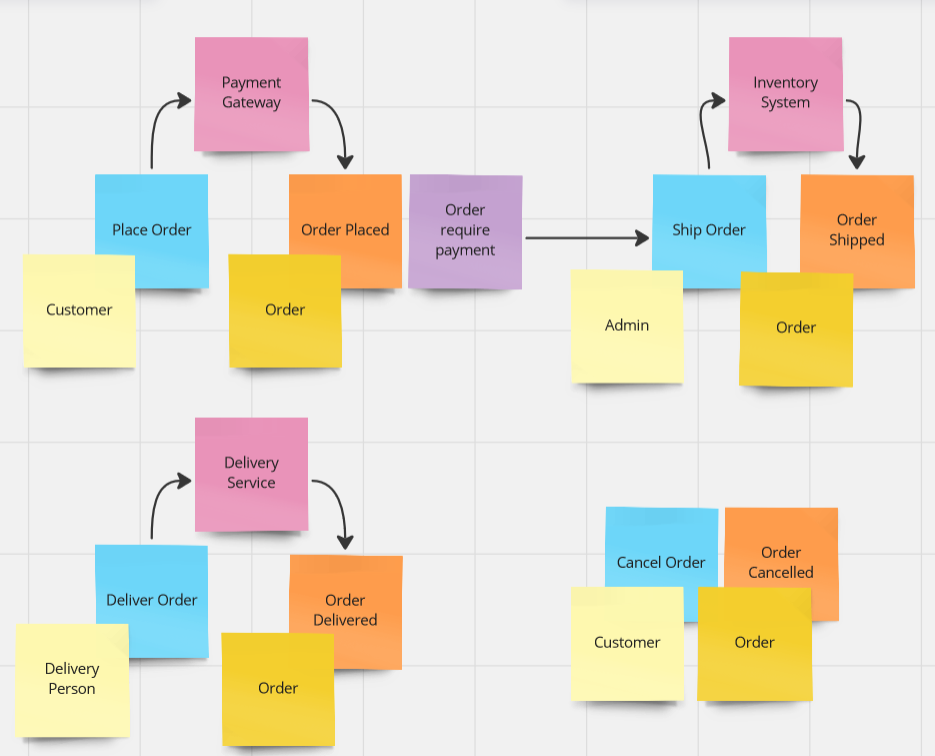 Payment
Gateway
Place Order
Order Placed
Order
require
payment
Customer
Order
Inventory
System
Ship Order
Order
Shipped
Admin
Order
Delivery
Service
Deliver Order
Order
Delivered
Delivery
Person
Order
Cancel Order
Order
Cancelled
Customer
Order